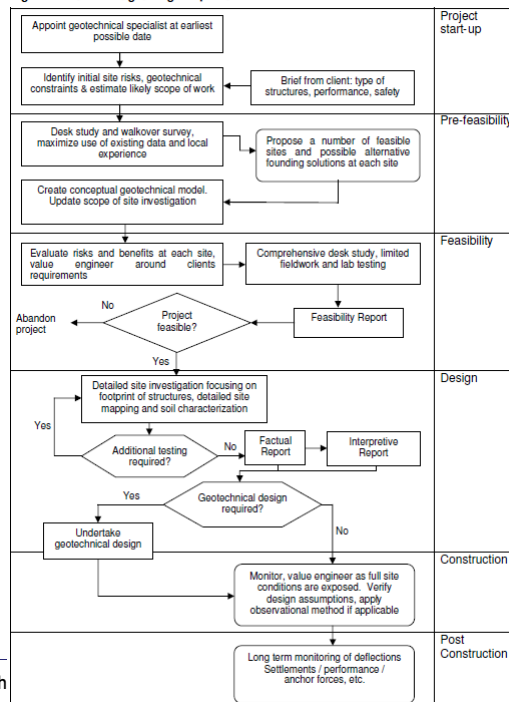 Project
start-up
Appoint geotechnical specialist at earliest
possible date
Identify initial site risks, geotechnical
constraints & estimate likely scope of work
Brief from client: type of
structures, performance, safety
Pre-feasibility
Desk study and walkover survey,
maximize use of existing data and local
experience
Propose a number of feasible
sites and possible alternative
founding solutions at each site
Create conceptual geotechnical model.
Update scope of site investigation
Feasibility
Evaluate risks and benefits at each site,
value engineer around clients
requirements
Comprehensive desk study, limited
fieldwork and lab testing
Feasibility Report
Project
feasible?
No
Abandon
project
Yes
Design
Detailed site investigation focusing on
footprint of structures, detailed site
mapping and soil characterization
Yes
Additional testing
required?
No
Factual
Report
Interpretive
Report
Geotechnical design
required?
Yes
No
Undertake
geotechnical design
Construction
Monitor, value engineer as full site
conditions are exposed. Verify
design assumptions, apply
observational method if applicable
Post
Construction
Long term monitoring of deflections
Settlements / performance /
anchor forces, etc.
h